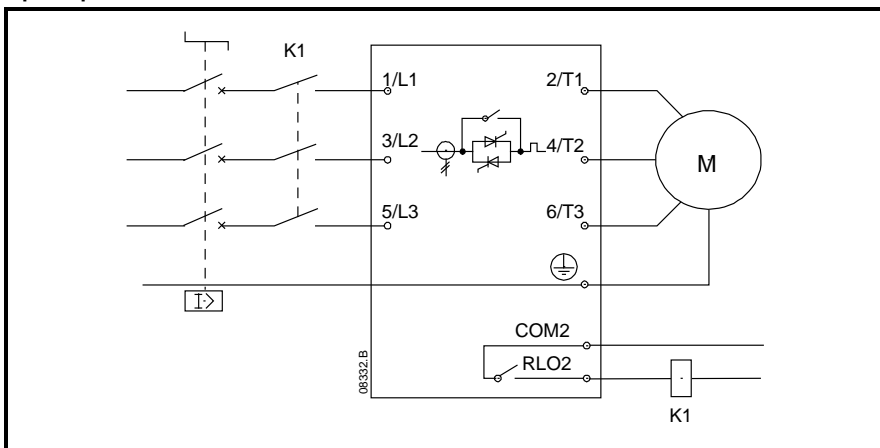 K1
1/L1
2/T1
3/L2
4/T2
M
5/L3
6/T3
I>
COM2
RLO2
08332.B
K1